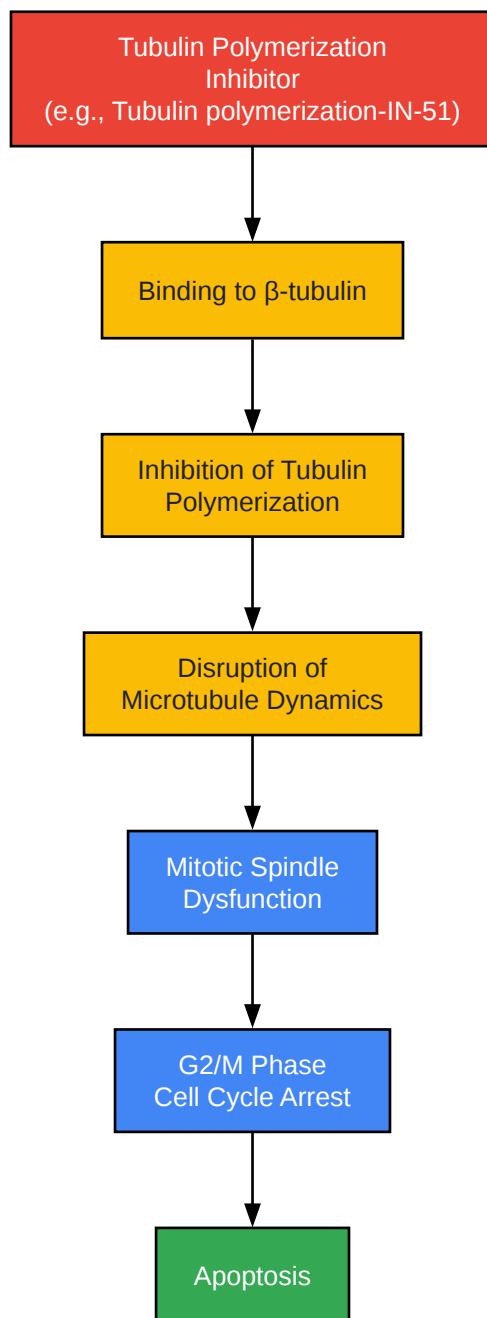 Tubulin Polymerization
Inhibitor
(e.g., Tubulin polymerization-IN-51)
Binding to β-tubulin
Inhibition of Tubulin
Polymerization
Disruption of
Microtubule Dynamics
Mitotic Spindle
Dysfunction
G2/M Phase
Cell Cycle Arrest
Apoptosis